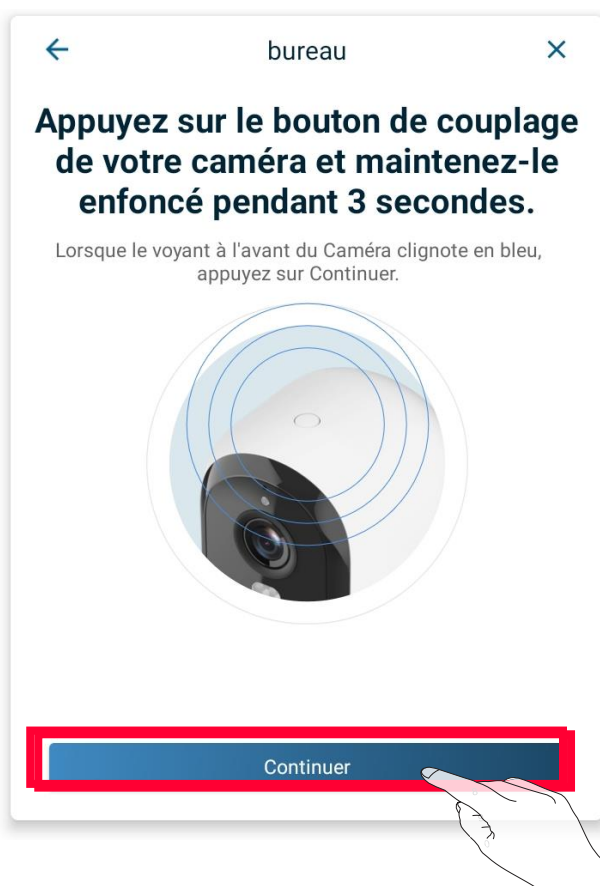 bureau
Appuyez sur le bouton de couplage
de votre caméra et maintenez-le
enfoncé pendant 3 secondes.
Lorsque le voyant à l'avant du Caméra clignote en bleu,
appuyez sur Continuer.
Continuer